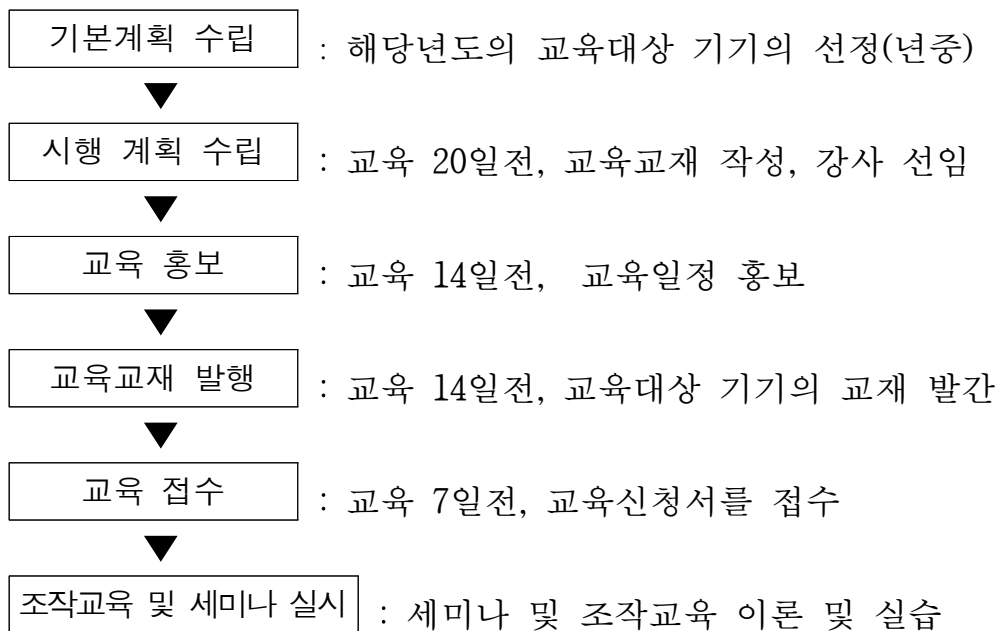 기본계획 수립 : 해당년도의 교육대상 기기의 선정(년중)
▼
시행 계획 수립 : 교육 20일전, 교육교재 작성, 강사 선임
▼
교육 홍보 : 교육 14일전, 교육일정 홍보
▼
교육교재 발행 : 교육 14일전, 교육대상 기기의 교재 발간
▼
교육 접수 : 교육 7일전, 교육신청서를 접수
▼
조작교육 및 세미나 실시 : 세미나 및 조작교육 이론 및 실습